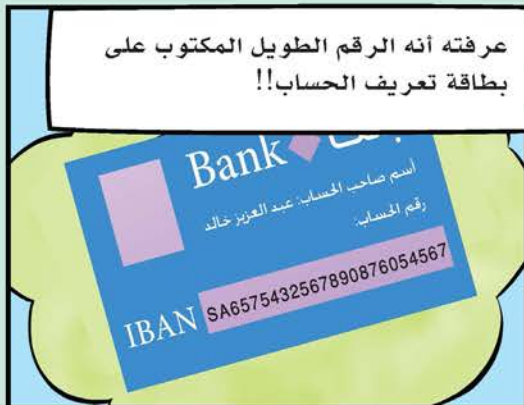 عرفته أنه الرقم الطويل المكتوب على
بطاقة تعريف الحساب!!
Bank
أسم صاحب الحساب: عبد العزيز خالد
رقم الحساب:
IBAN SA6575432567890876054567